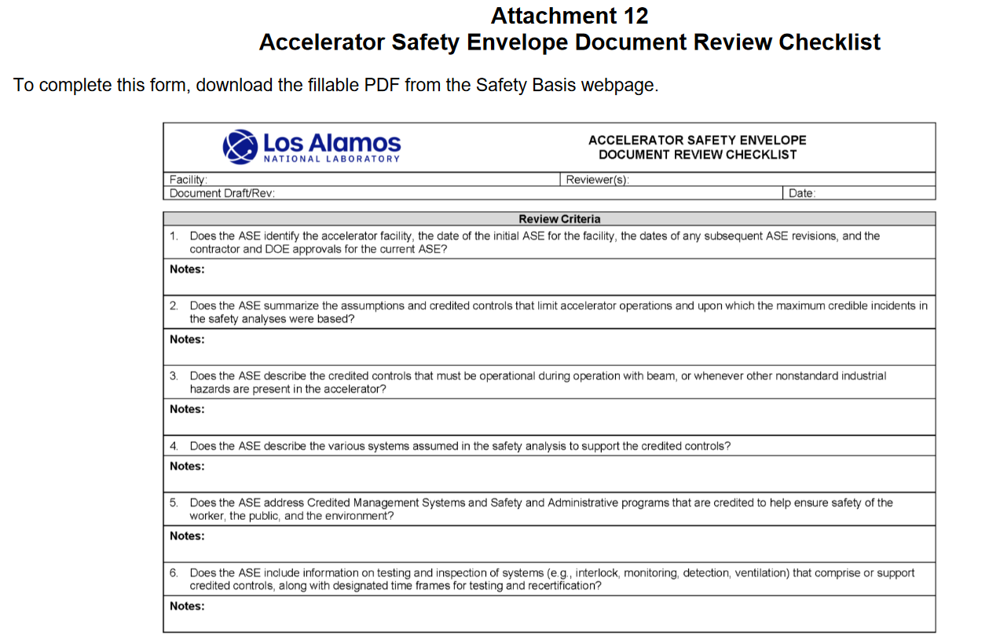 Attachment 12
Accelerator Safety Envelope Document Review Checklist
To complete this form, download the fillable PDF from the Safety Basis webpage.
Los Alamos
NATIONAL LABORATORY
ACCELERATOR SAFETY ENVELOPE
DOCUMENT REVIEW CHECKLIST
Facility:
Reviewer(s):
Document Draft/Rev:
Date:
Review Criteria
1. Does the ASE identify the accelerator facility, the date of the initial ASE for the facility, the dates of any subsequent ASE revisions, and the
contractor and DOE approvals for the current ASE?
Notes:
2. Does the ASE summarize the assumptions and credited controls that limit accelerator operations and upon which the maximum credible incidents in
the safety analyses were based?
Notes:
3. Does the ASE describe the credited controls that must be operational during operation with beam, or whenever other nonstandard industrial
hazards are present in the accelerator?
Notes:
4. Does the ASE describe the various systems assumed in the safety analysis to support the credited controls?
Notes:
5. Does the ASE address Credited Management Systems and Safety and Administrative programs that are credited to help ensure safety of the
worker, the public, and the environment?
Notes:
6. Does the ASE include information on testing and inspection of systems (e.g., interlock, monitoring, detection, ventilation) that comprise or support
credited controls, along with designated time frames for testing and recertification?
Notes: